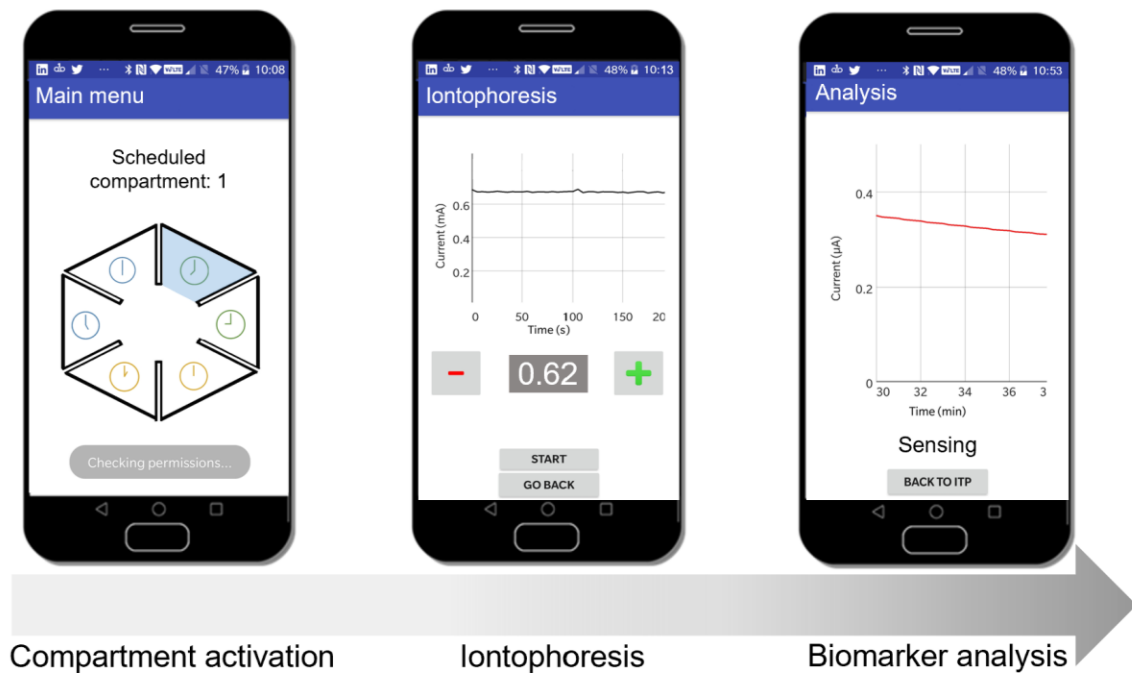 47% 10:08
Main menu
Scheduled
compartment: 1
Checking permissions...
48% 10:13
Iontophoresis
Current (mA)
0.6
0.4
0.2
0 50 100 150 20
Time (s)
- 0.62 +
START
GO BACK
48% 10:53
Analysis
Current (μA)
0.4
0.2
0
30 32 34 36 3
Time (min)
Sensing
BACK TO ITP
Compartment activation
Iontophoresis
Biomarker analysis